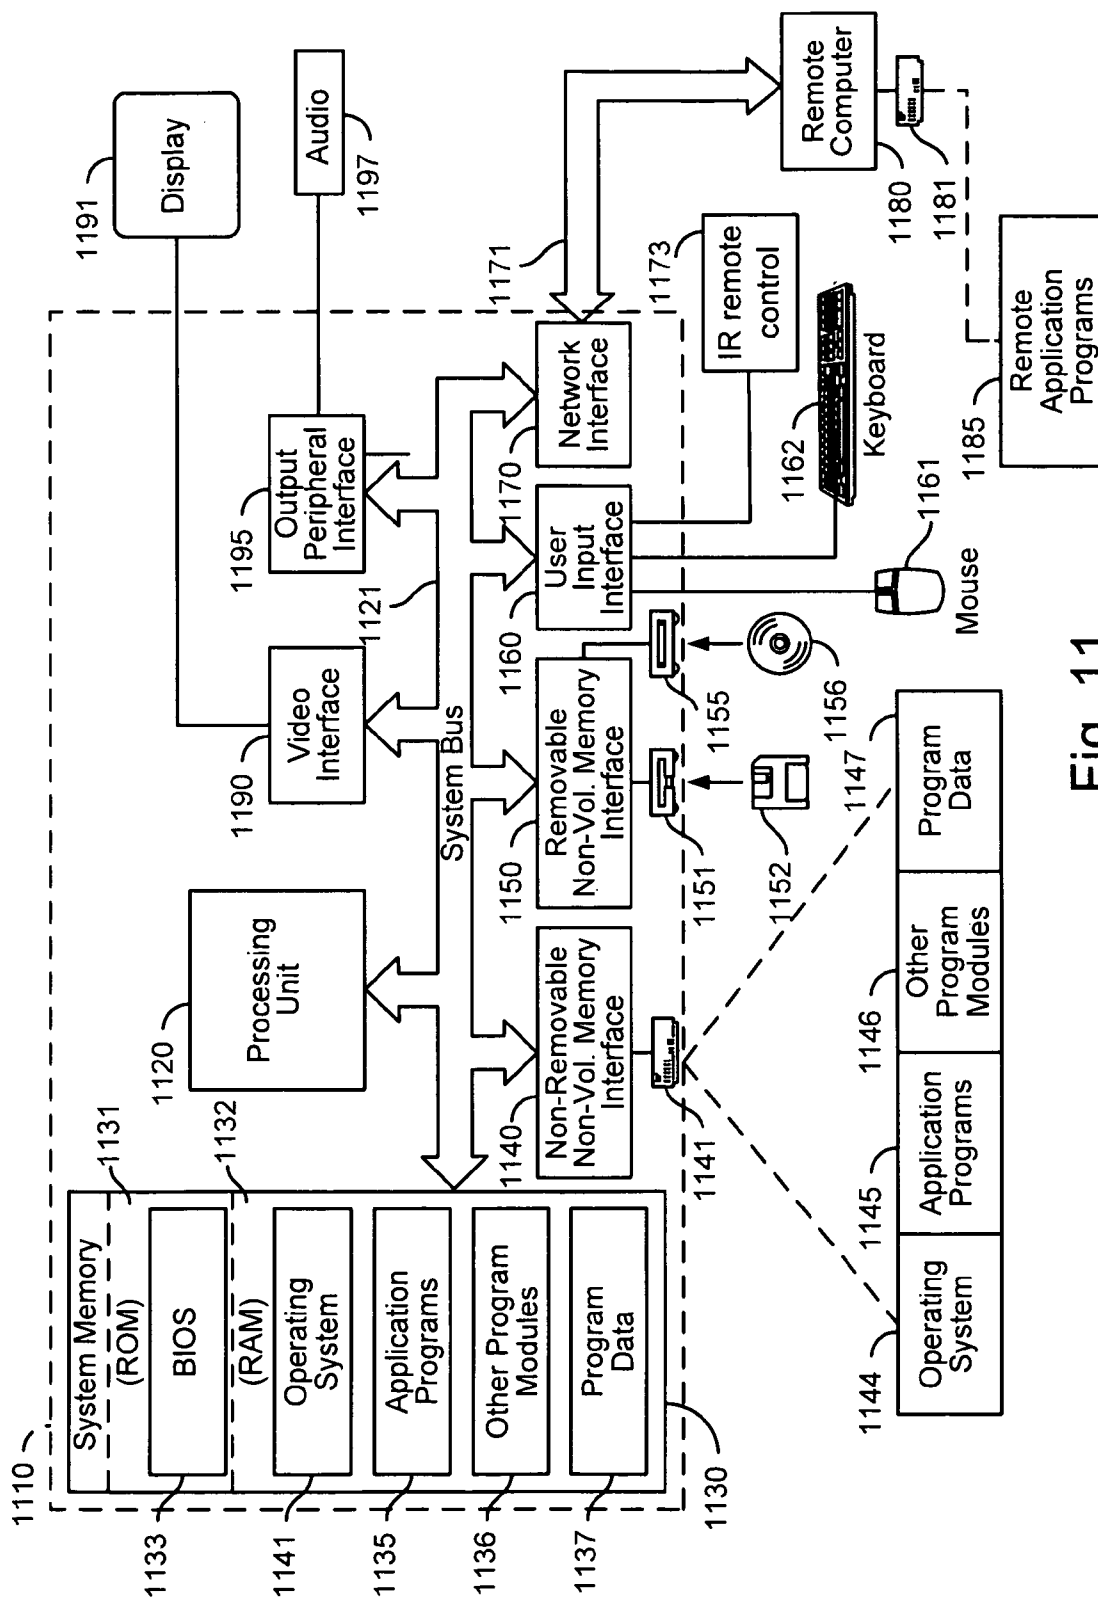 1110
System Memory
(ROM)
1131
BIOS
1133
(RAM)
1132
Operating
System
1141
Application
Programs
1135
Other Program
Modules
1136
Program
Data
1137
1130
1120
Processing
Unit
1190
Video
Interface
1195
Output
Peripheral
Interface
1191
Display
Audio
1197
1121
System Bus
1140
Non-Removable
Non-Vol. Memory
Interface
1150
Removable
Non-Vol. Memory
Interface
1160
User
Input
Interface
1170
Network
Interface
1171
1173
IR remote
control
Remote
Computer
1180
1181
1141
1151
1155
1152
1156
Mouse
1161
1162
Keyboard
1185
Remote
Application
Programs
1144
Operating
System
1145
Application
Programs
1146
Other
Program
Modules
1147
Program
Data
Fig. 11